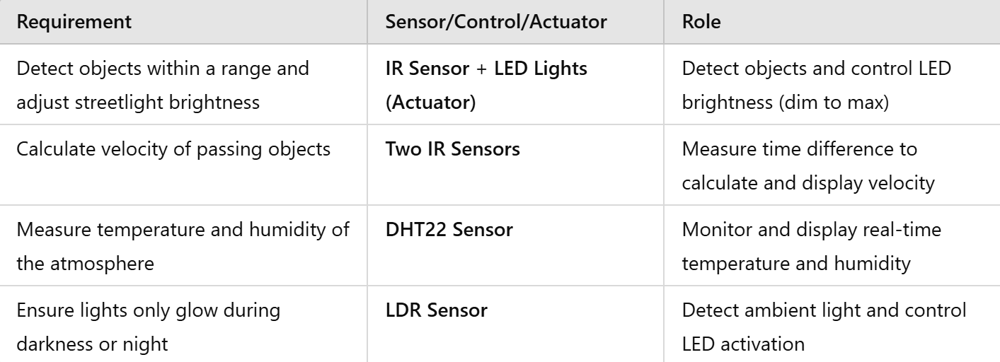 Requirement Sensor/Control/Actuator Role
Detect objects within a range and IR Sensor + LED Lights Detect objects and control LED
adjust streetlight brightness (Actuator) brightness (dim to max)
Calculate velocity of passing objects Two IR Sensors Measure time difference to
calculate and display velocity
Measure temperature and humidity of DHT22 Sensor Monitor and display real-time
the atmosphere temperature and humidity
Ensure lights only glow during LDR Sensor Detect ambient light and control
darkness or night LED activation